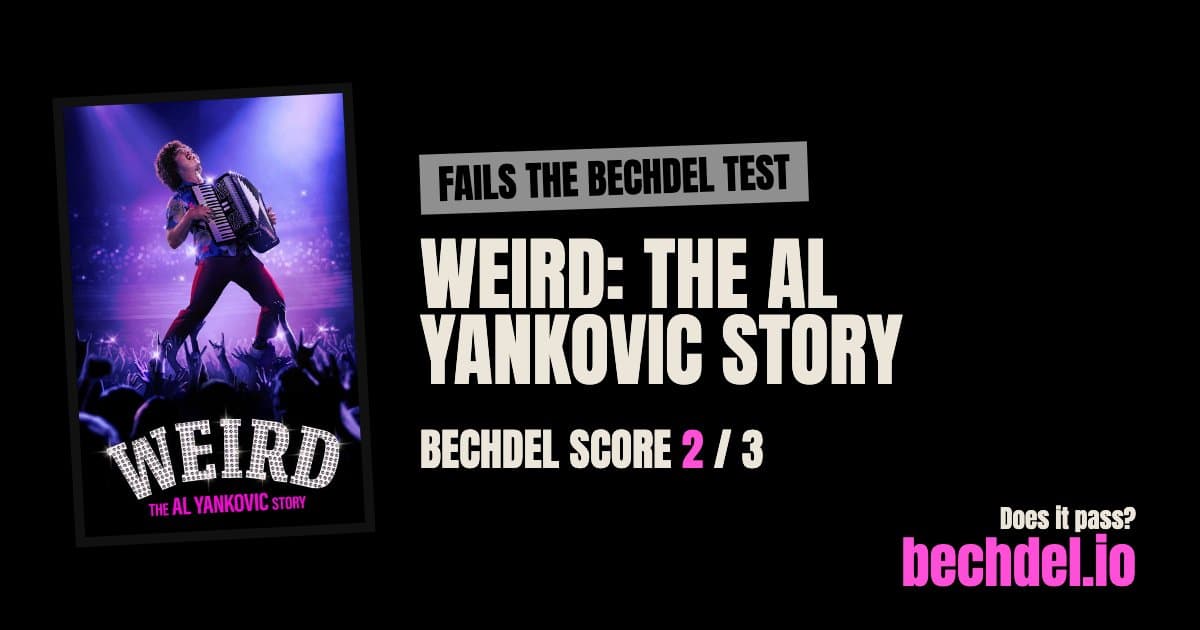 FAILS THE BECHDEL TEST
WEIRD: THE AL
YANKOVIC STORY
BECHDEL SCORE 2 / 3
WEIRD
THE AL YANKOVIC STORY
Does it pass?
bechdel.io